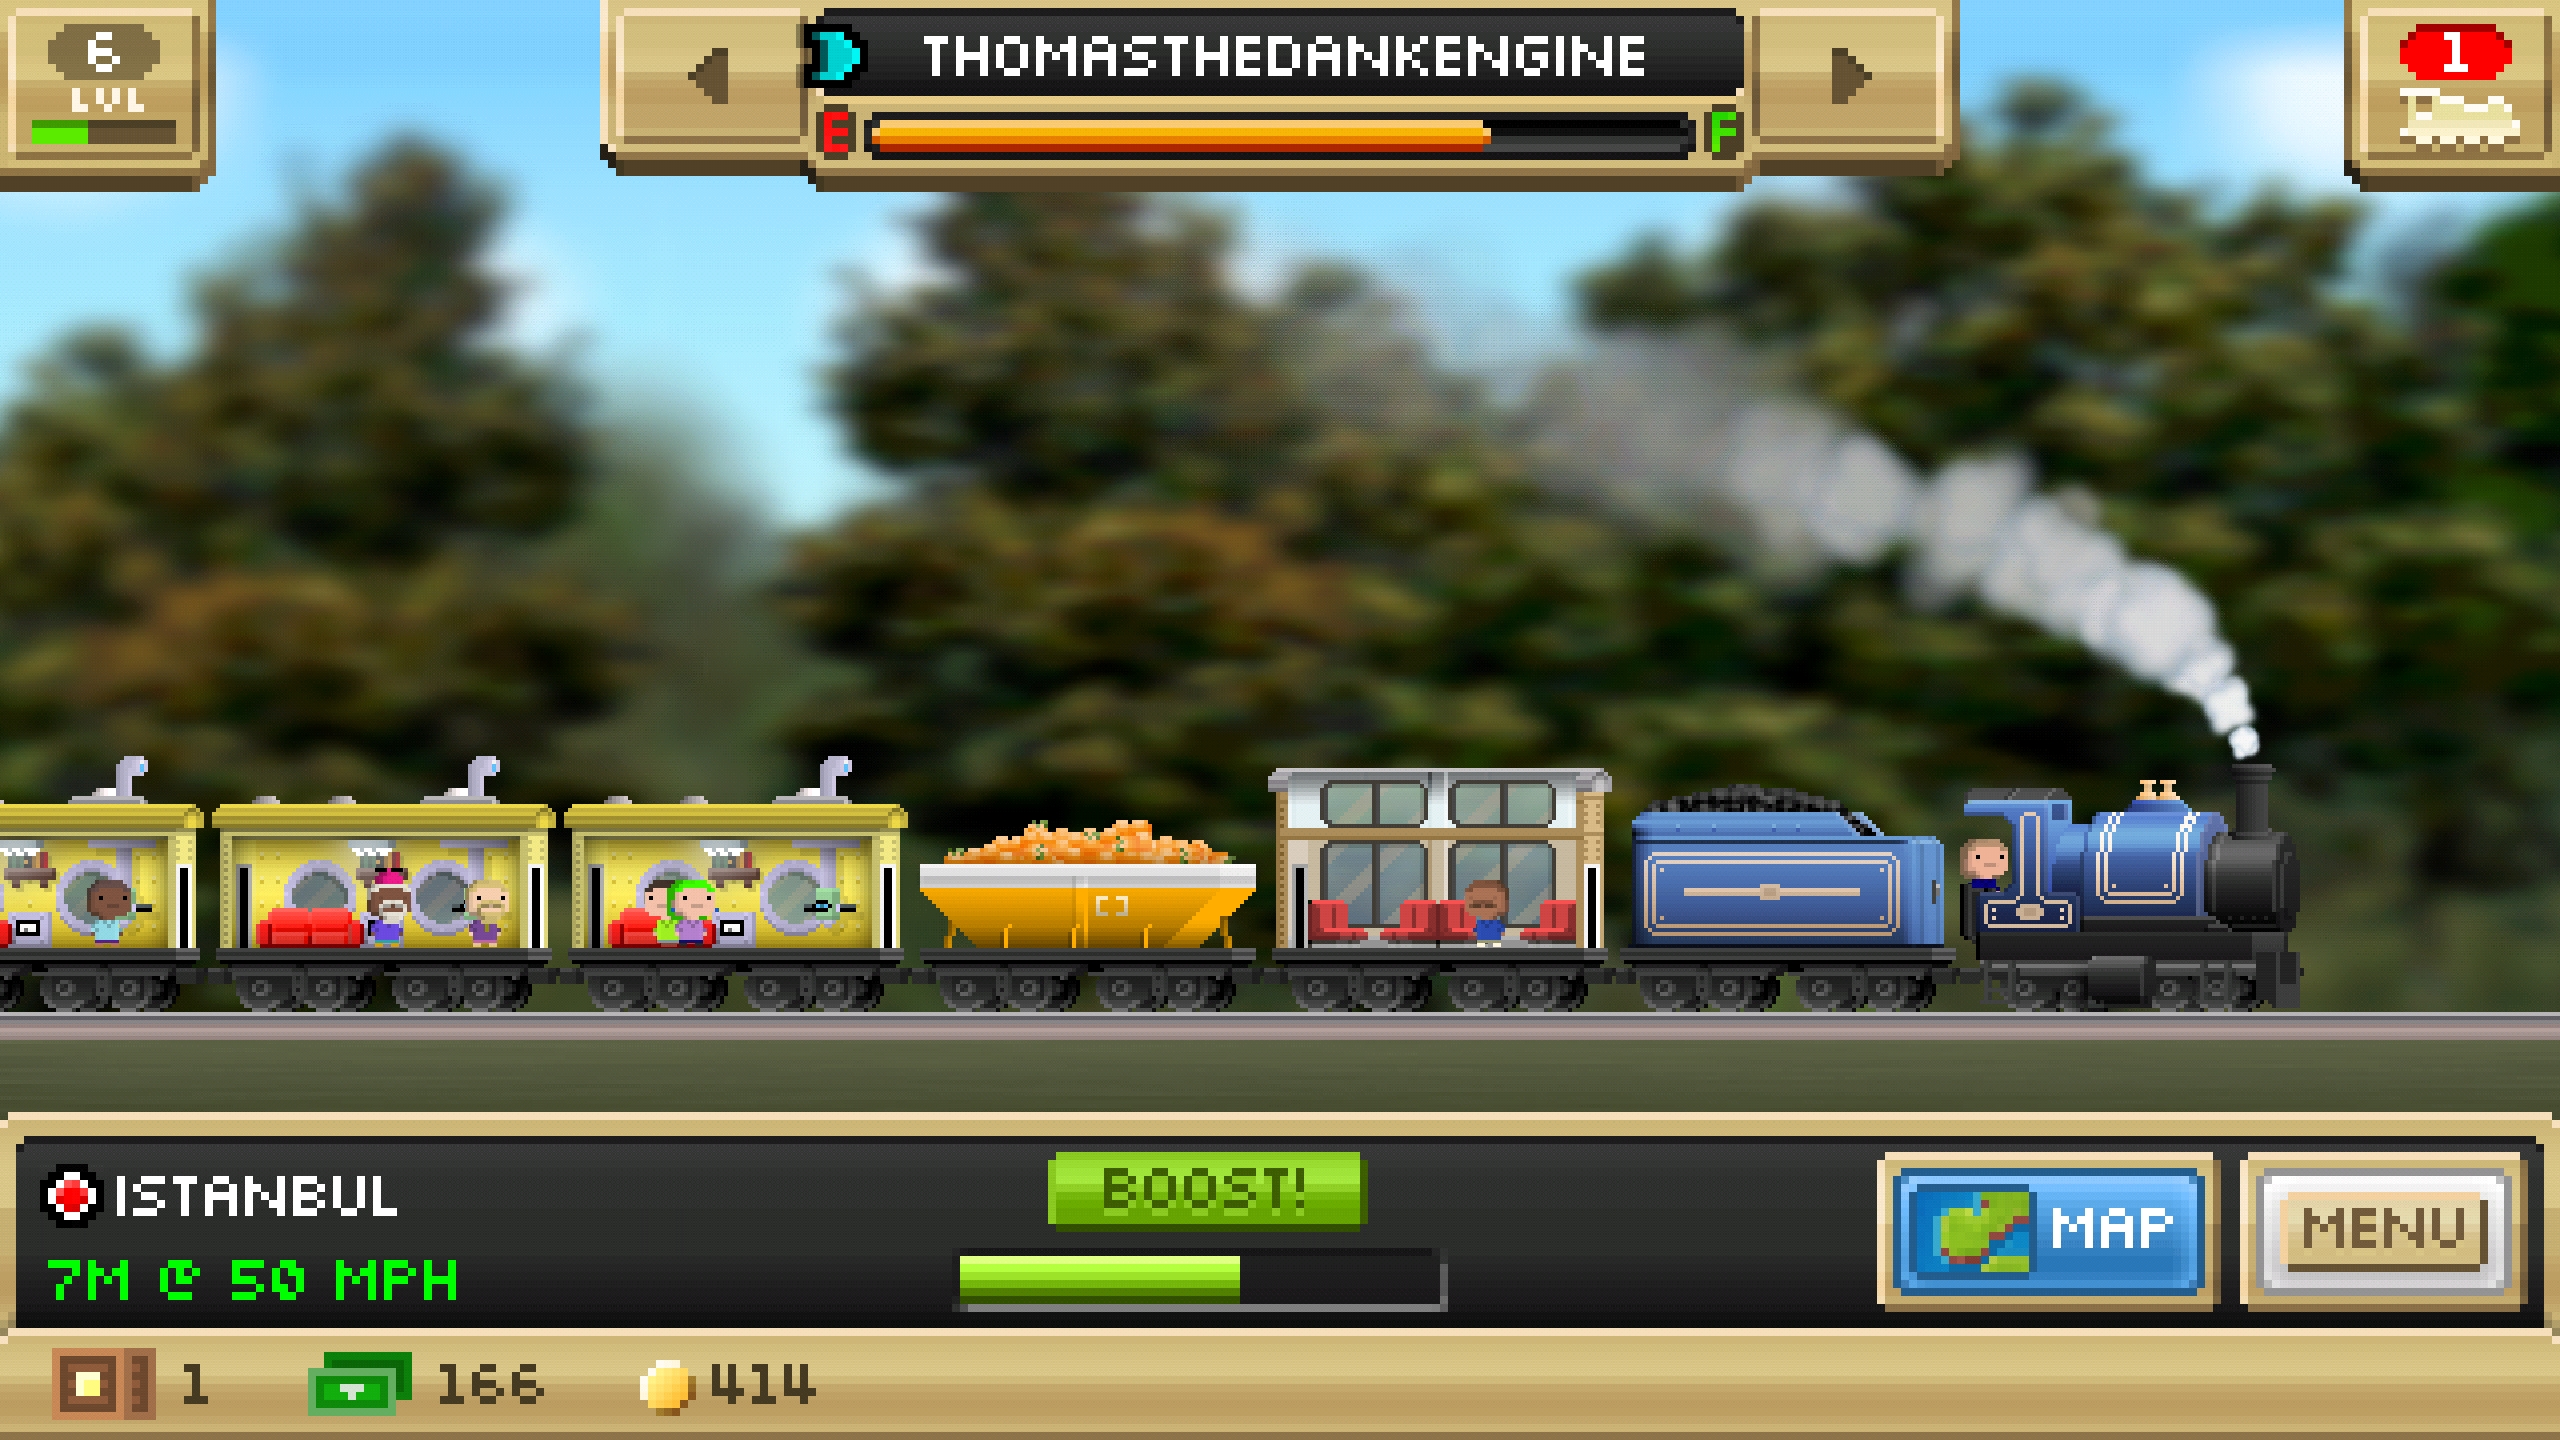 6
LVL
THOMASTHEDANKENGINE
E F
1
ISTANBUL
7M @ 50 MPH
BOOST!
MAP
MENU
1 166 414